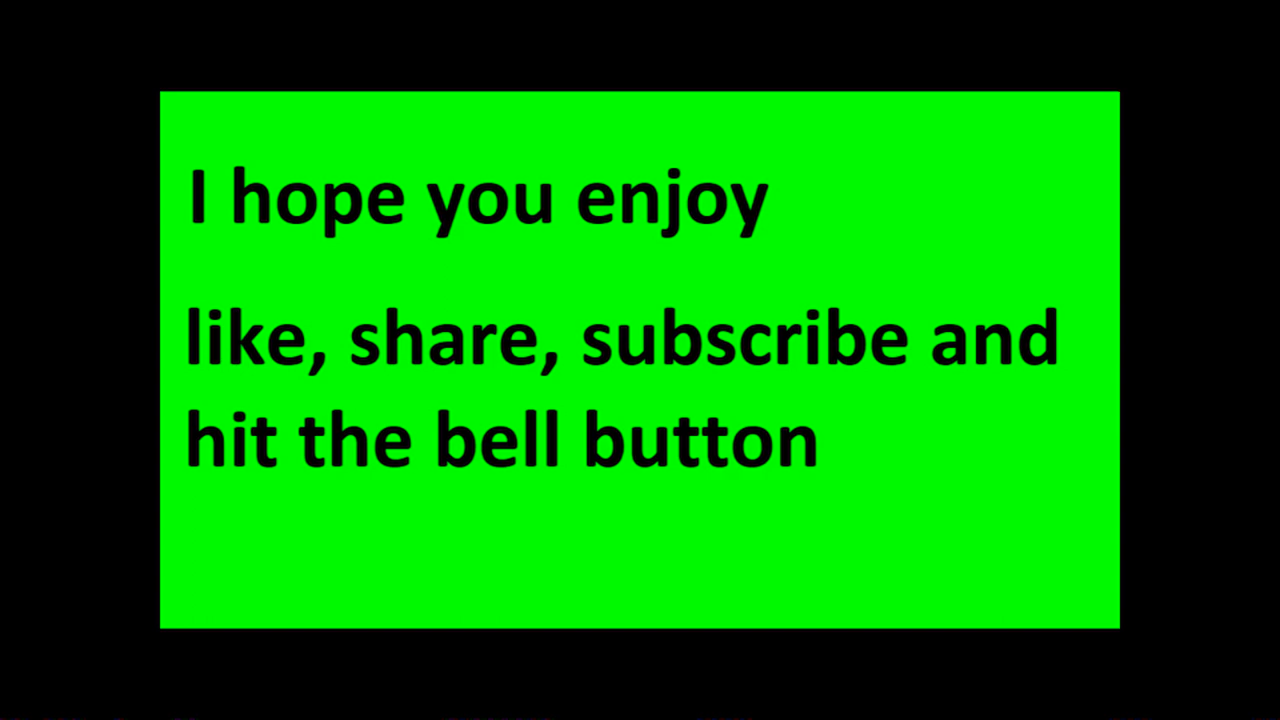 I hope you enjoy
like, share, subscribe and
hit the bell button